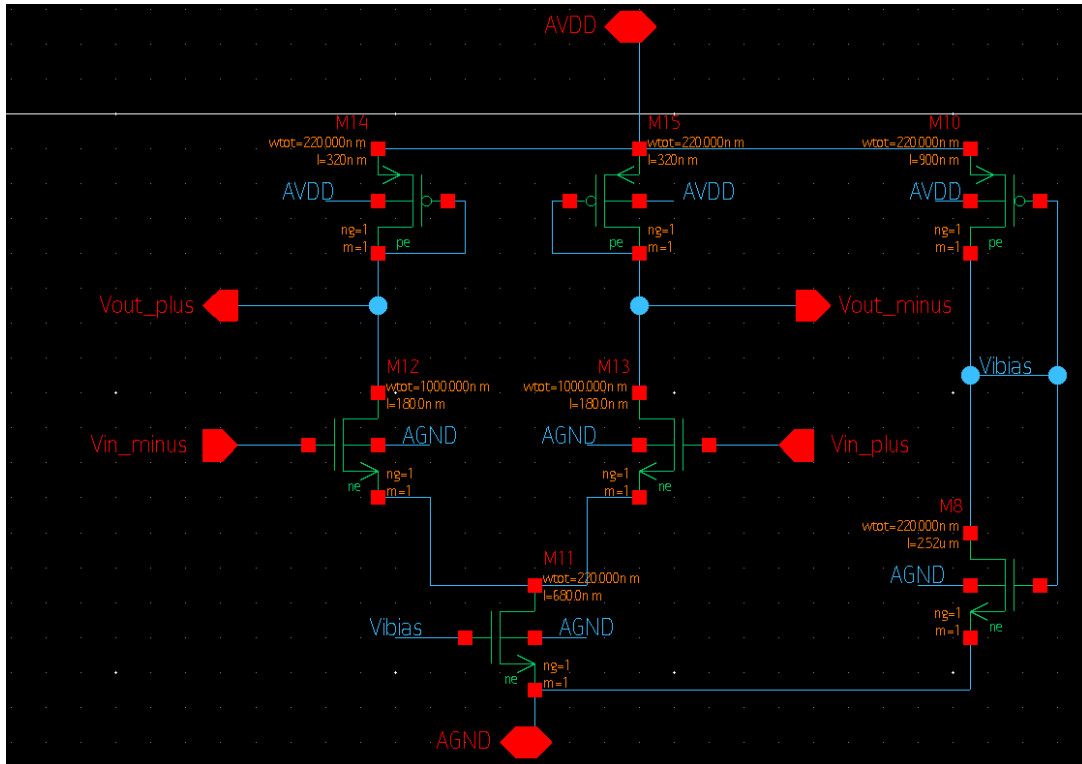 AVDD
M14
wtot=220.000n m
l=320n m
AVDD
ng=1
m=1
pe
M15
wtot=220.000n m
l=320n m
AVDD
ng=1
m=1
pe
M10
wtot=220.000n m
l=900n m
AVDD
ng=1
m=1
pe
Vout_plus
Vout_minus
M12
wtot=1000.000n m
l=180.0n m
Vin_minus
AGND
ng=1
m=1
ne
M13
wtot=1000.000n m
l=180.0n m
AGND
Vin_plus
ng=1
m=1
ne
Vibias
M8
wtot=220.000n m
l=2.52u m
AGND
ng=1
m=1
ne
M11
wtot=220.000n m
l=680.0n m
Vibias
AGND
ng=1
m=1
ne
AGND